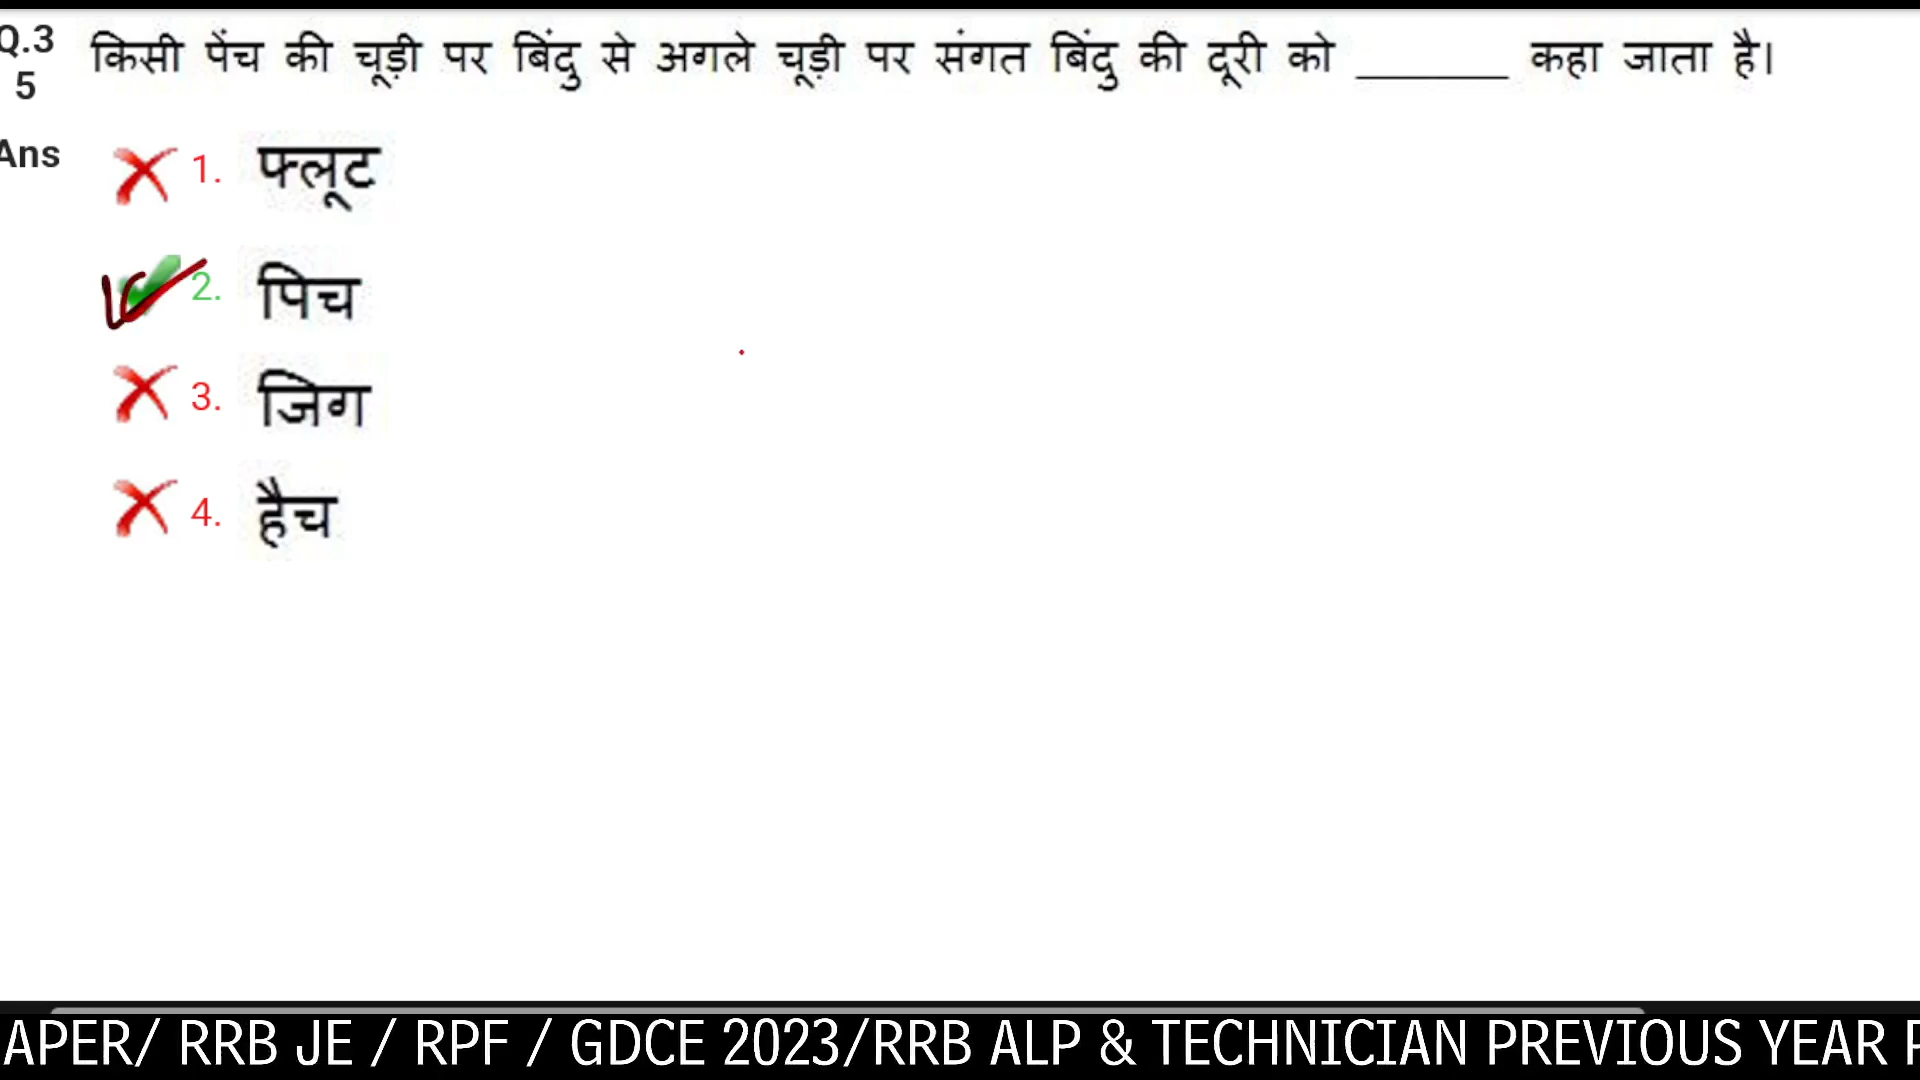 Q.3 किसी पेंच की चूड़ी पर बिंदु से अगले चूड़ी पर संगत बिंदु की दूरी को ______ कहा जाता है।
5
Ans 1. फ्लूट
2. पिच
3. जिग
4. हैच
APER/ RRB JE / RPF / GDCE 2023/RRB ALP & TECHNICIAN PREVIOUS YEAR P